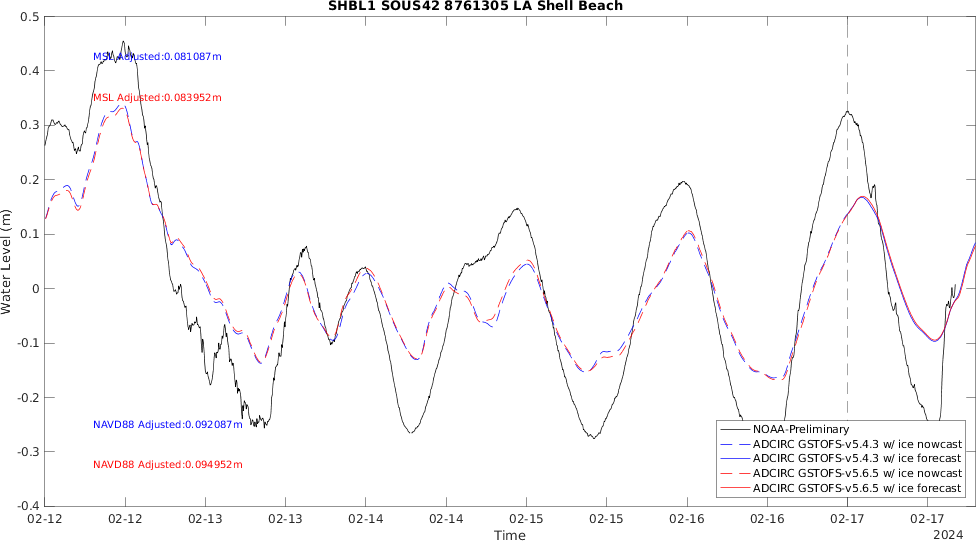 SHBL1 SOUS42 8761305 LA Shell Beach
0.5
MSL Adjusted:0.081087m
0.4
MSL Adjusted:0.083952m
0.3
0.2
0.1
Water Level (m)
0
-0.1
-0.2
NAVD88 Adjusted:0.092087m
NOAA-Preliminary
ADCIRC GSTOFS-v5.4.3 w/ ice nowcast
-0.3
ADCIRC GSTOFS-v5.4.3 w/ ice forecast
NAVD88 Adjusted:0.094952m
ADCIRC GSTOFS-v5.6.5 w/ ice nowcast
ADCIRC GSTOFS-v5.6.5 w/ ice forecast
-0.4
02-12 02-12 02-13 02-13 02-14 02-14 02-15 02-15 02-16 02-16 02-17 02-17
Time
2024